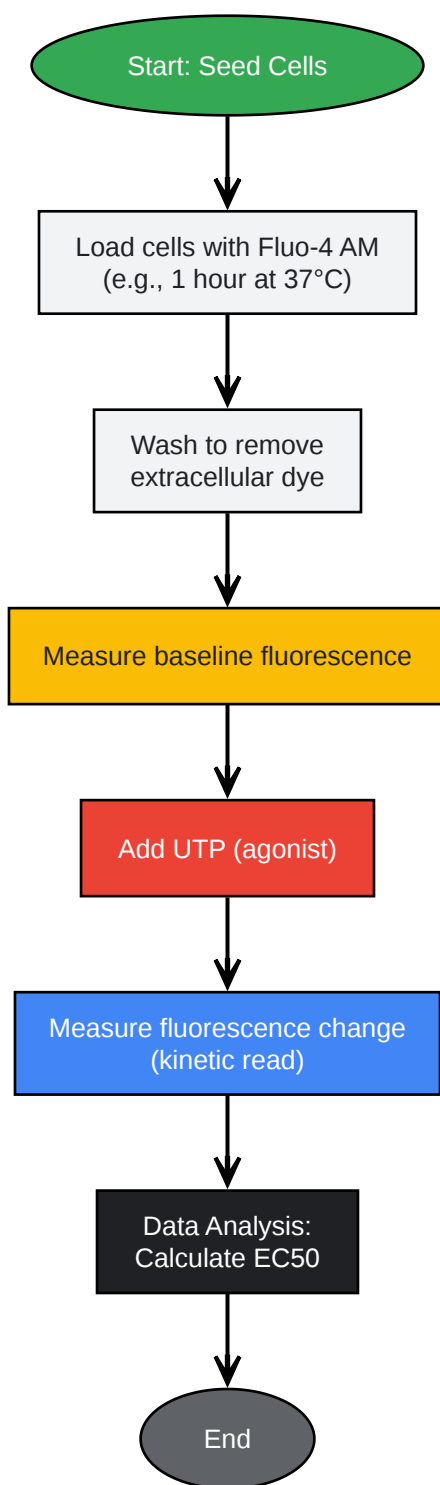 Start: Seed Cells
Load cells with Fluo-4 AM
(e.g., 1 hour at 37°C)
Wash to remove
extracellular dye
Measure baseline fluorescence
Add UTP (agonist)
Measure fluorescence change
(kinetic read)
Data Analysis:
Calculate EC50
End